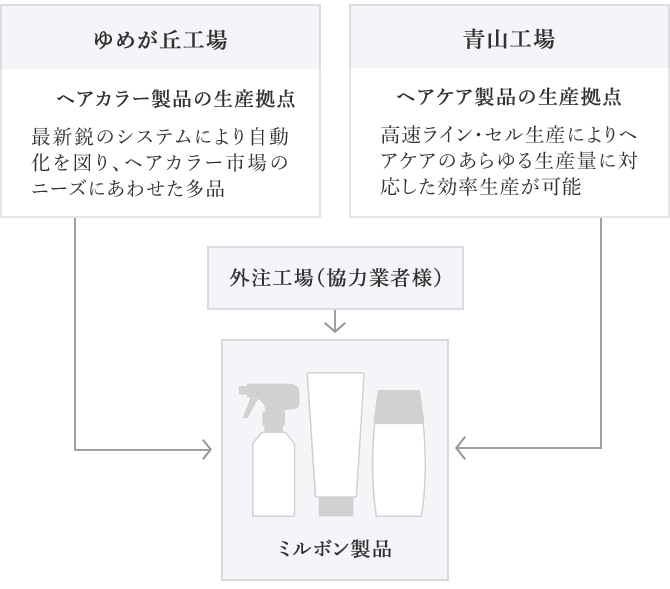 ゆめが丘工場
ヘアカラー製品の生産拠点
最新鋭のシステムにより自動
化を図り、ヘアカラー市場の
ニーズにあわせた多品
青山工場
ヘアケア製品の生産拠点
高速ライン・セル生産によりヘ
アケアのあらゆる生産量に対
応した効率生産が可能
外注工場（協力業者様）
ミルボン製品